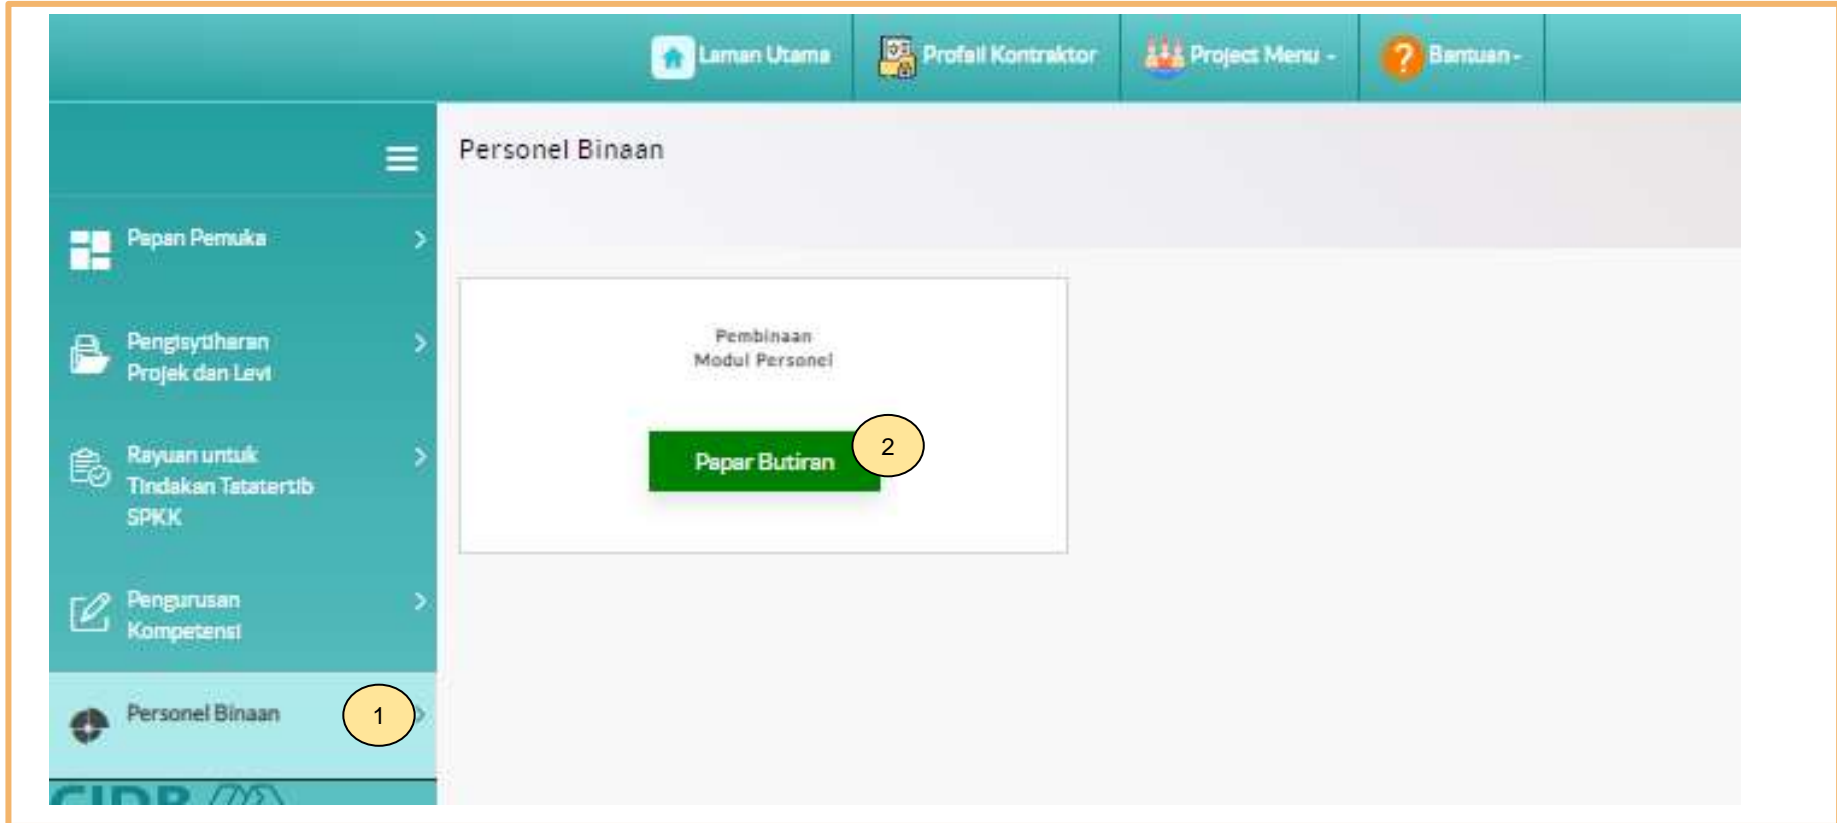 Laman Utama
Profail Kontraktor
Project Menu -
Bantuan -
Personel Binaan
Papan Pemuka
Pengisytiharan
Projek dan Levi
Rayuan untuk
Tindakan Tatatertib
SPKK
Pengurusan
Kompetensi
Personel Binaan
1
CIDB
Pembinaan
Modul Personel
Papar Butiran
2